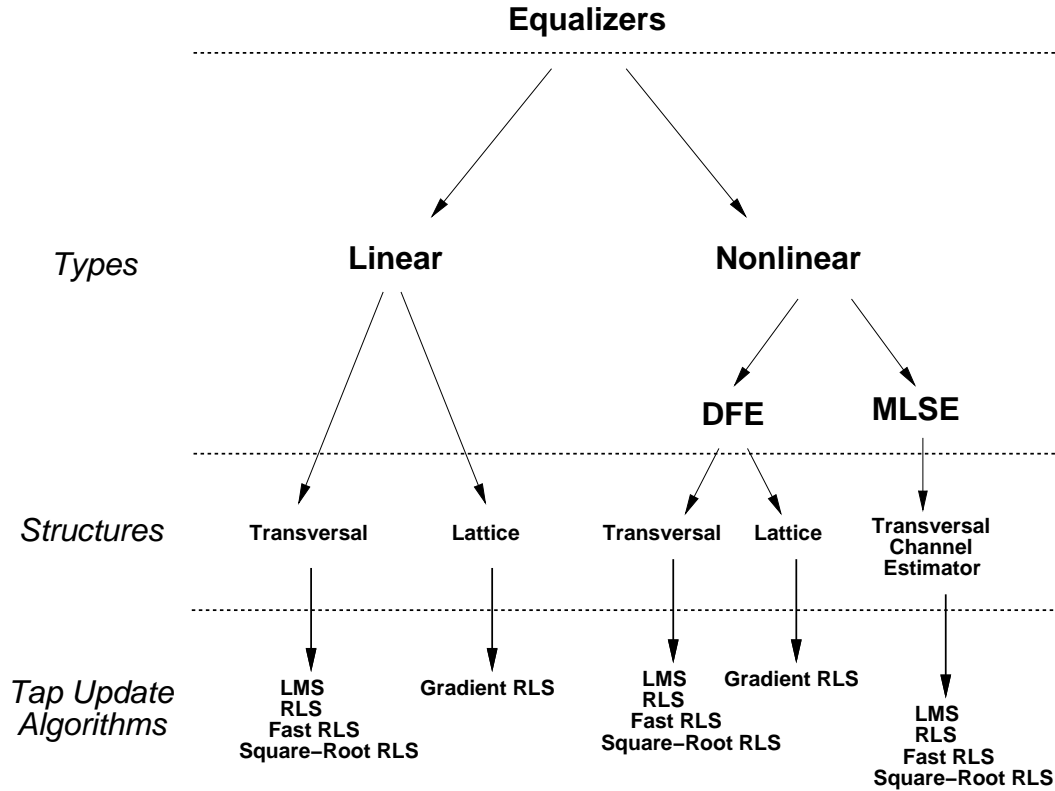 Equalizers
Types
Linear
Nonlinear
DFE
MLSE
Structures
Transversal
Lattice
Transversal
Lattice
Transversal
Channel
Estimator
Tap Update
Algorithms
LMS
RLS
Fast RLS
Square−Root RLS
Gradient RLS
LMS
RLS
Fast RLS
Square−Root RLS
Gradient RLS
LMS
RLS
Fast RLS
Square−Root RLS